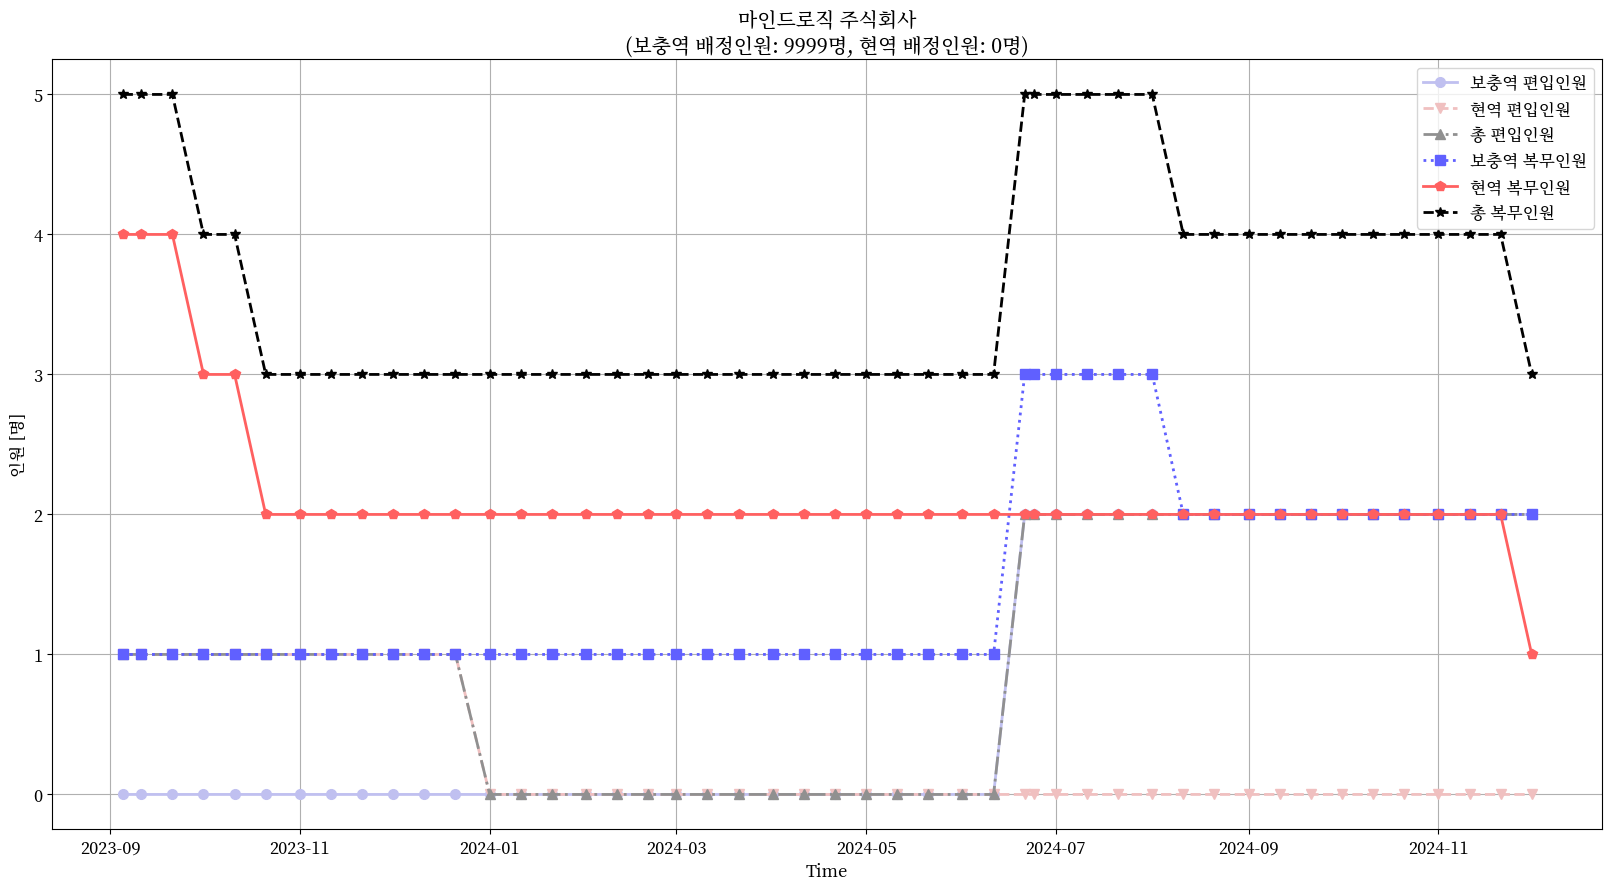 마인드로직 주식회사
(보충역 배정인원: 9999명, 현역 배정인원: 0명)
보충역 편입인원
현역 편입인원
총 편입인원
보충역 복무인원
현역 복무인원
총 복무인원
인원 [명]
5
4
3
2
1
0
2023-09
2023-11
2024-01
2024-03
2024-05
2024-07
2024-09
2024-11
Time